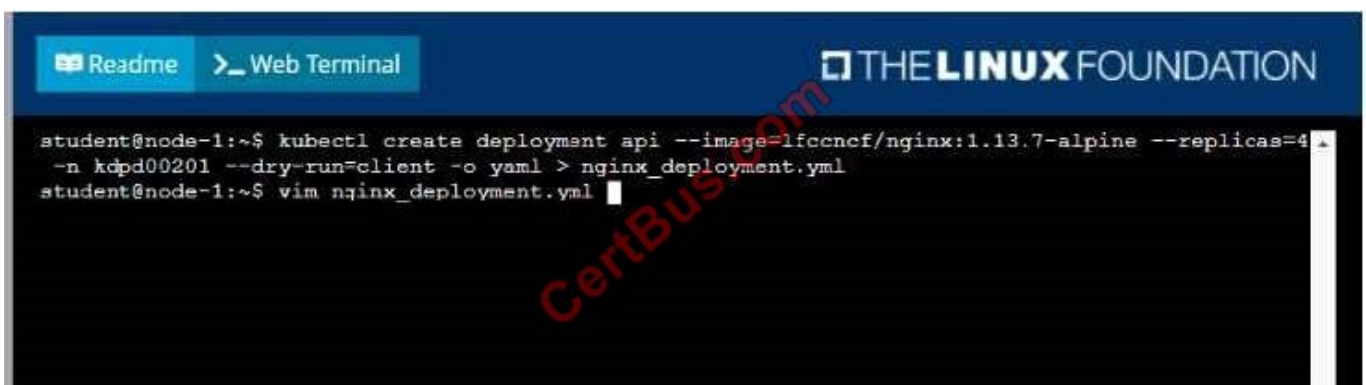 Readme >_ Web Terminal THE LINUX FOUNDATION
student@node-1:~$ kubectl create deployment api --image=lfccncf/nginx:1.13.7-alpine --replicas=4
-n kdpd00201 --dry-run=client -o yaml > nginx_deployment.yml
student@node-1:~$ vim nginx_deployment.yml
CertBus.com